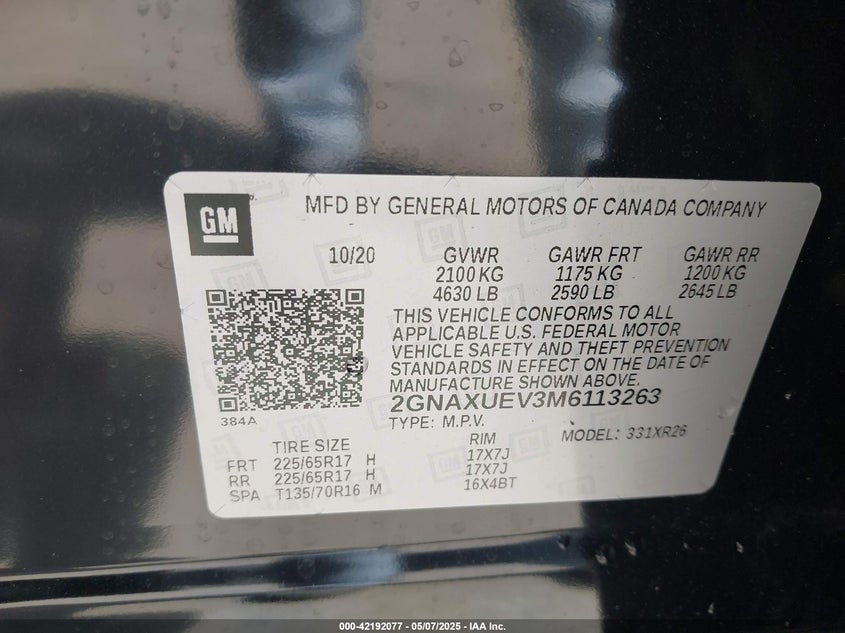 GM
MFD BY GENERAL MOTORS OF CANADA COMPANY
10/20 GVWR GAWR FRT GAWR RR
2100 KG 1175 KG 1200 KG
4630 LB 2590 LB 2645 LB
THIS VEHICLE CONFORMS TO ALL
APPLICABLE U.S. FEDERAL MOTOR
VEHICLE SAFETY AND THEFT PREVENTION
STANDARDS IN EFFECT ON THE DATE OF
MANUFACTURE SHOWN ABOVE.
384A
2GNAXUEV3M6113263
TYPE: M.P.V. MODEL: 331XR26
TIRE SIZE RIM
FRT 225/65R17 H 17X7J
RR 225/65R17 H 17X7J
SPA T135/70R16 M 16X4BT
000-42192077 - 05/07/2025 - IAA Inc.